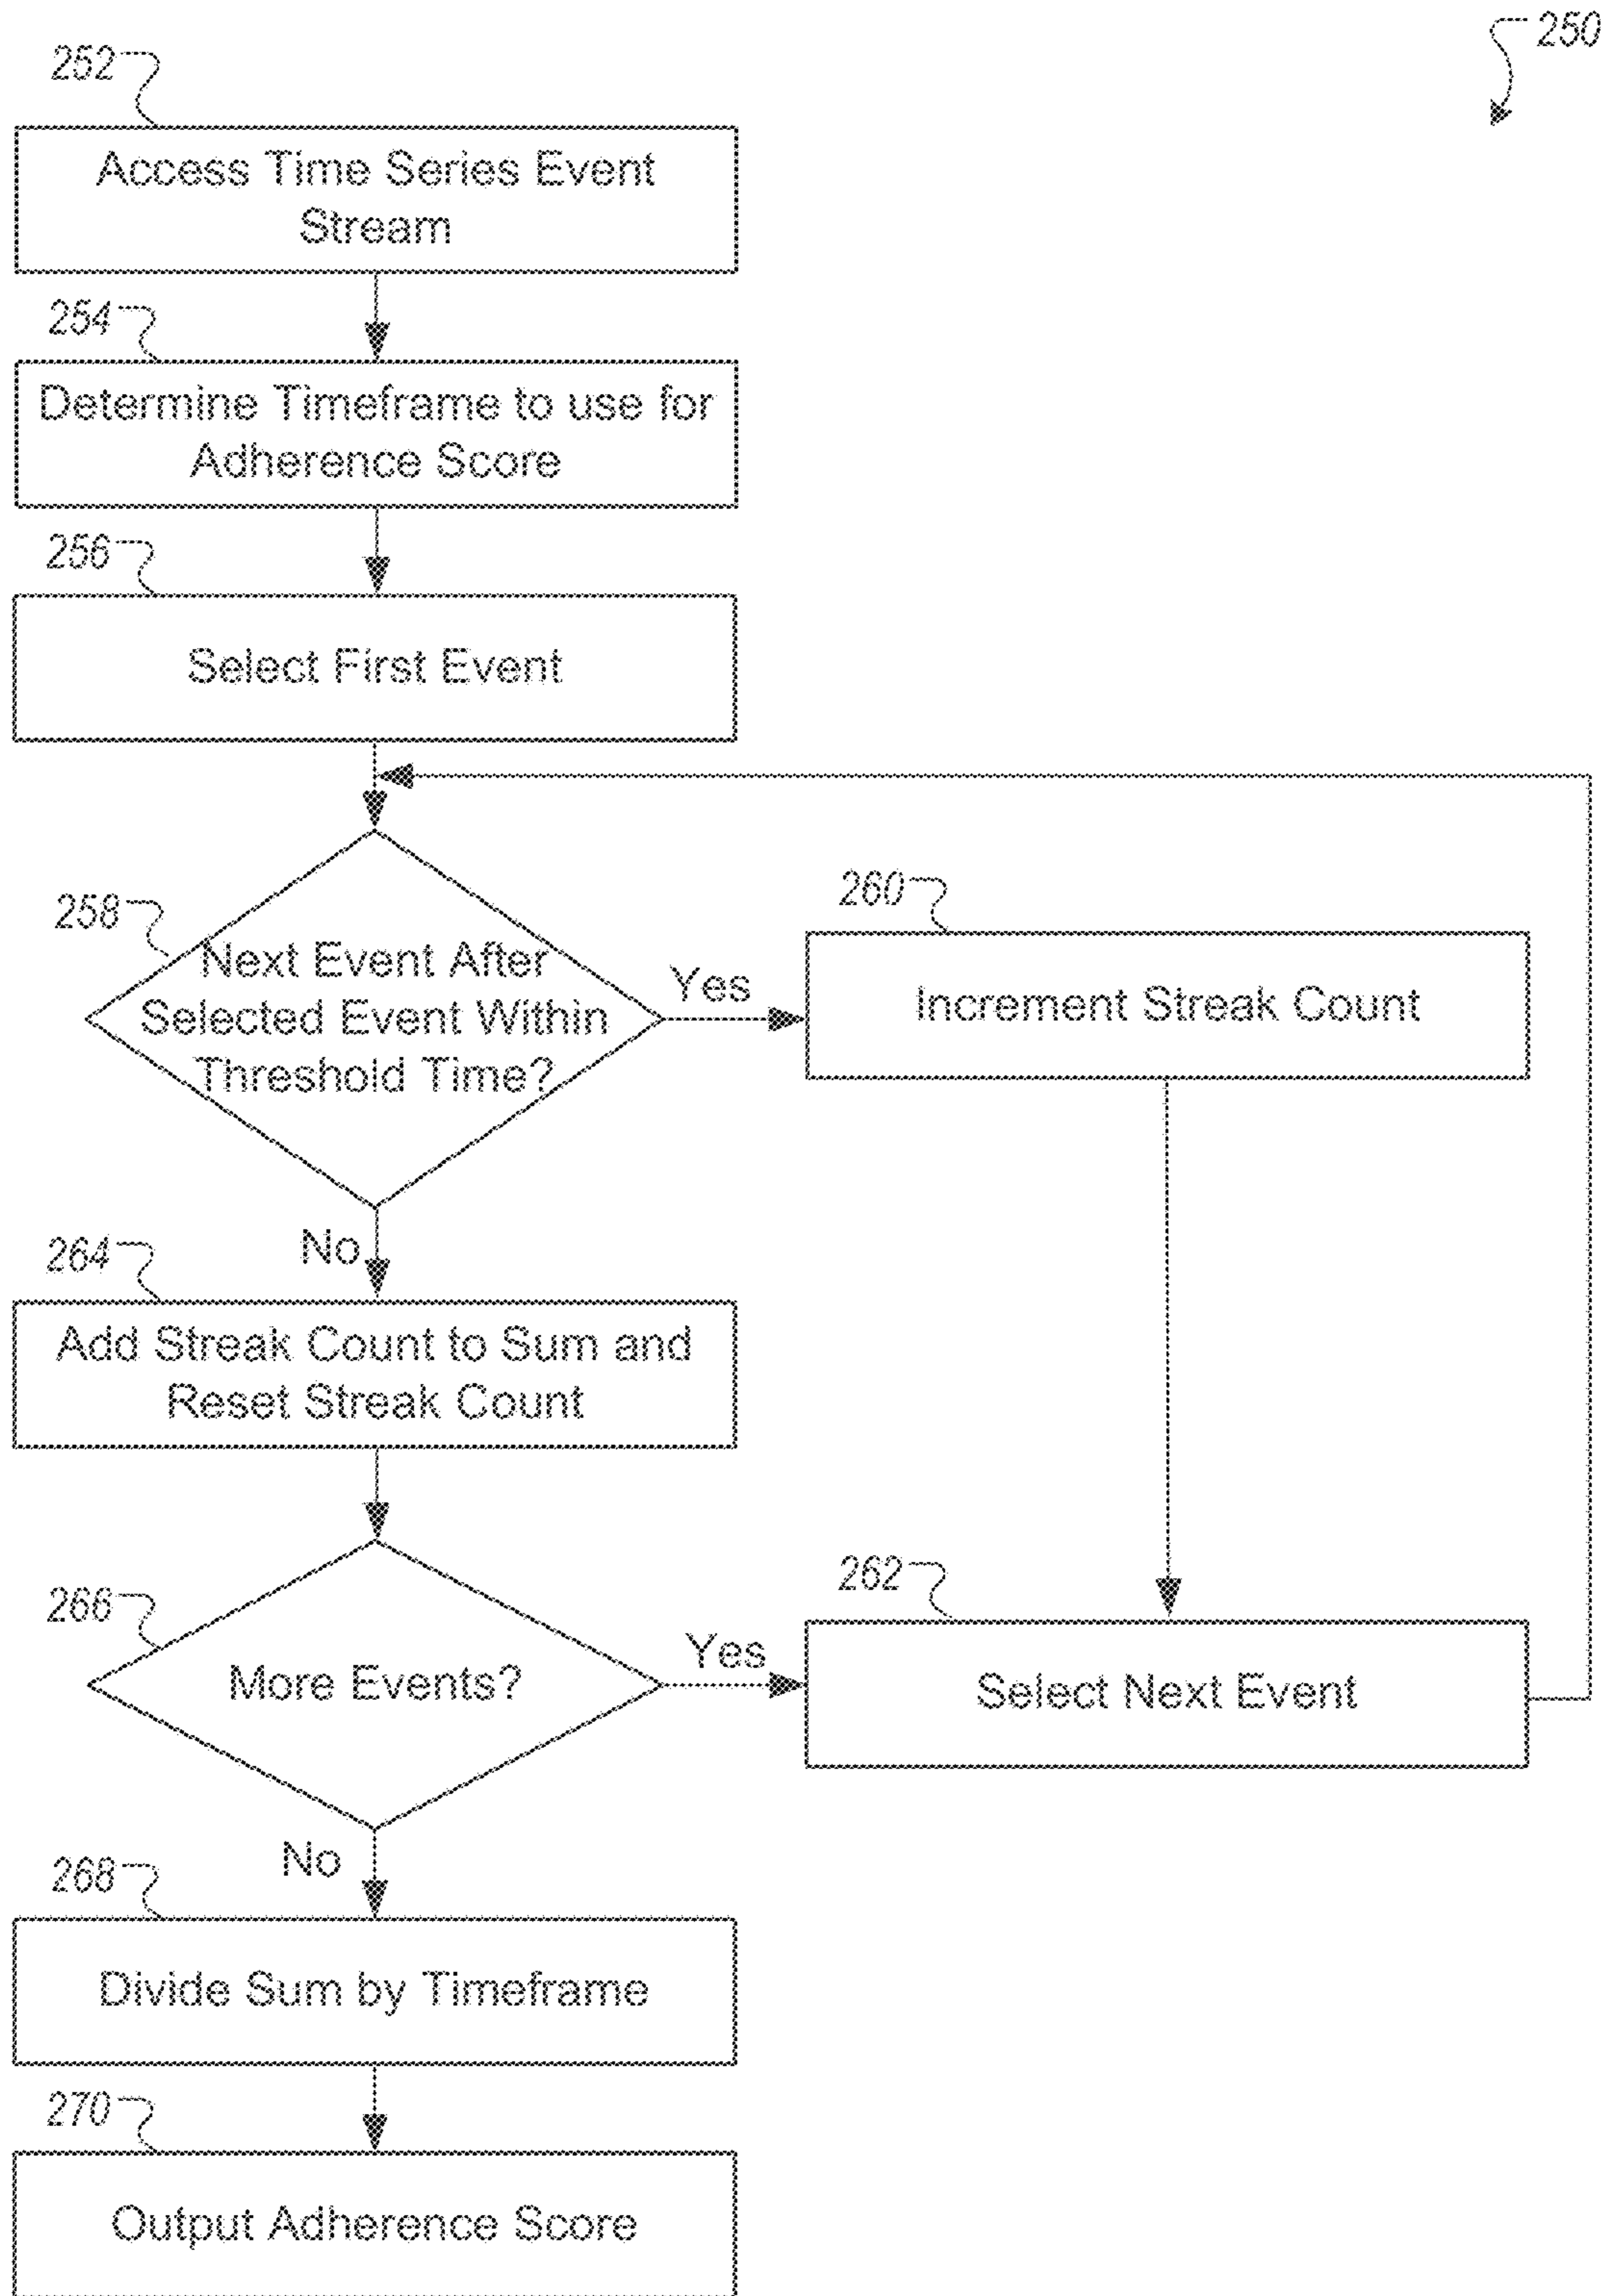 250
252
Access Time Series Event
Stream
254
Determine Timeframe to use for
Adherence Score
256
Select First Event
258
Next Event After
Selected Event Within
Threshold Time?
Yes
260
Increment Streak Count
No
264
Add Streak Count to Sum and
Reset Streak Count
266
More Events?
Yes
262
Select Next Event
No
268
Divide Sum by Timeframe
270
Output Adherence Score